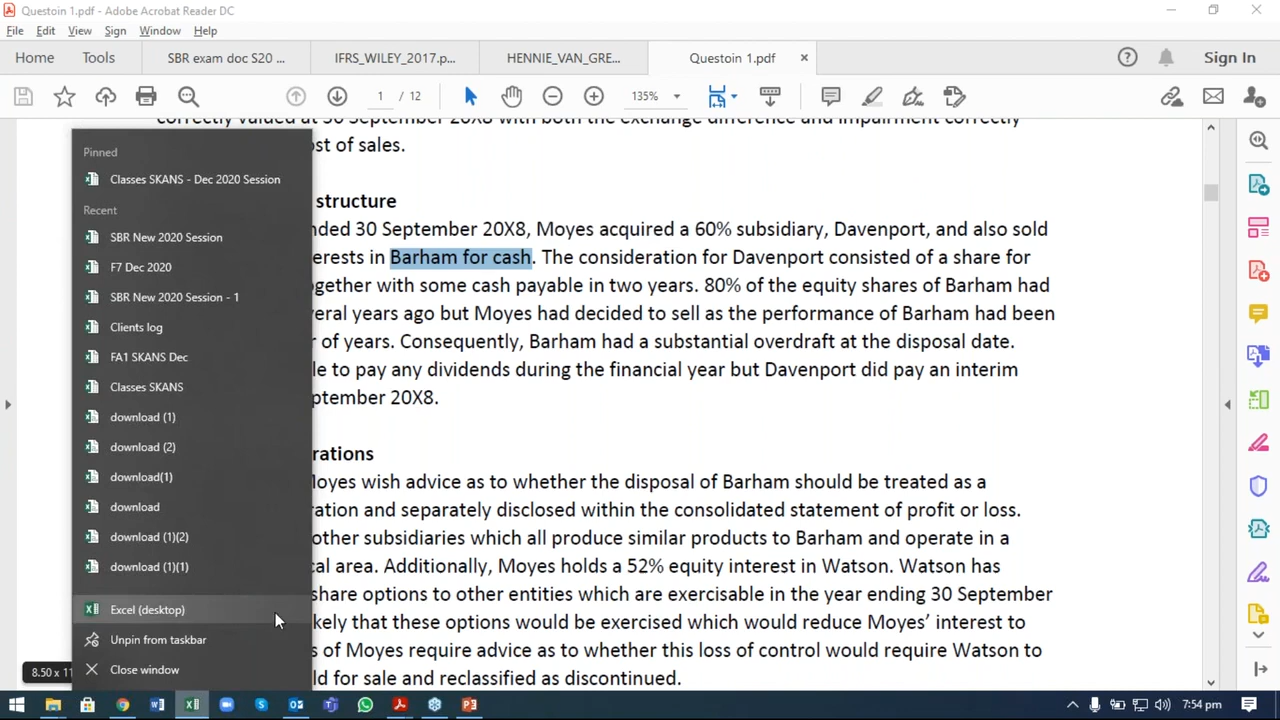 Questoin 1.pdf - Adobe Acrobat Reader DC
File Edit View Sign Window Help
Home Tools SBR exam doc S20 ... IFRS_WILEY_2017.p... HENNIE_VAN_GRE... Questoin 1.pdf × Sign In
1 / 12 135%
correctly valued at 30 September 20X8 with both the exchange difference and impairment correctly
ost of sales.
structure
nded 30 September 20X8, Moyes acquired a 60% subsidiary, Davenport, and also sold
erests in Barham for cash. The consideration for Davenport consisted of a share for
ogether with some cash payable in two years. 80% of the equity shares of Barham had
veral years ago but Moyes had decided to sell as the performance of Barham had been
r of years. Consequently, Barham had a substantial overdraft at the disposal date.
le to pay any dividends during the financial year but Davenport did pay an interim
ptember 20X8.
rations
Moyes wish advice as to whether the disposal of Barham should be treated as a
ration and separately disclosed within the consolidated statement of profit or loss.
other subsidiaries which all produce similar products to Barham and operate in a
cal area. Additionally, Moyes holds a 52% equity interest in Watson. Watson has
share options to other entities which are exercisable in the year ending 30 September
ikely that these options would be exercised which would reduce Moyes’ interest to
s of Moyes require advice as to whether this loss of control would require Watson to
ld for sale and reclassified as discontinued.
Pinned
Classes SKANS - Dec 2020 Session
Recent
SBR New 2020 Session
F7 Dec 2020
SBR New 2020 Session - 1
Clients log
FA1 SKANS Dec
Classes SKANS
download (1)
download (2)
download(1)
download
download (1)(2)
download (1)(1)
Excel (desktop)
Unpin from taskbar
Close window
8.50 x 11
7:54 pm